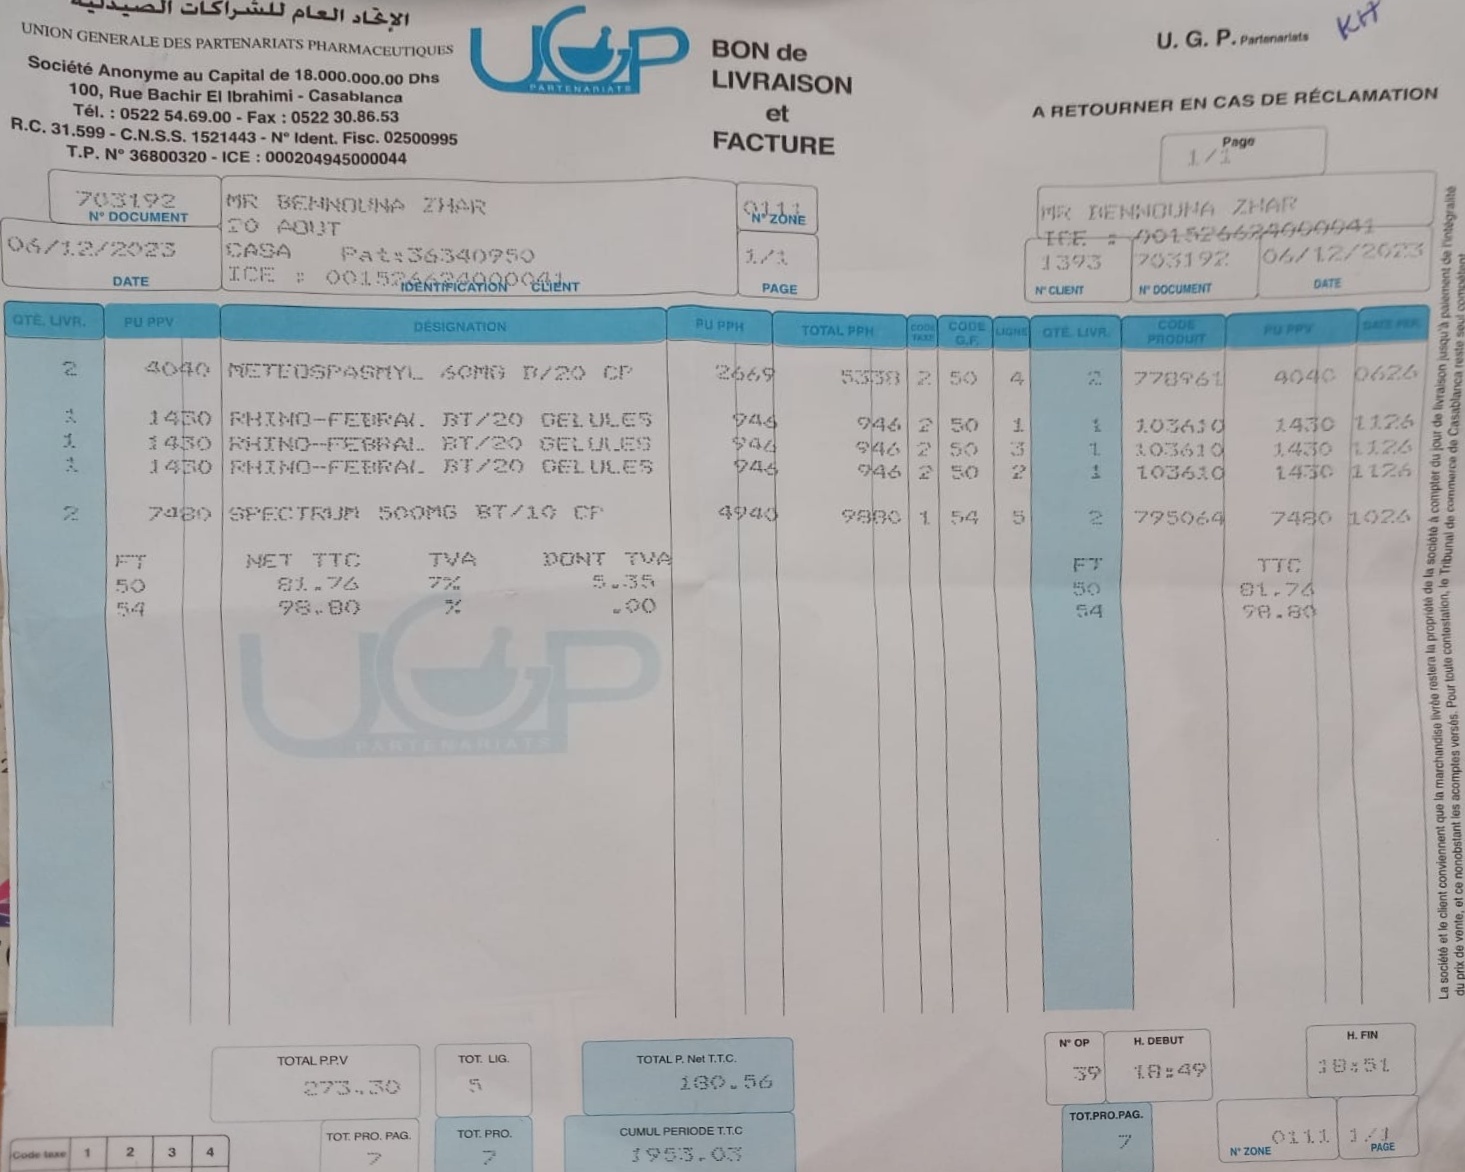 الإتحاد العام للشراكات الصيدلية
UNION GENERALE DES PARTENARIATS PHARMACEUTIQUES
Société Anonyme au Capital de 18.000.000.00 Dhs
100, Rue Bachir El Ibrahimi - Casablanca
Tél. : 0522 54.69.00 - Fax : 0522 30.86.53
R.C. 31.599 - C.N.S.S. 1521443 - N° Ident. Fisc. 02500995
T.P. N° 36800320 - ICE : 000204945000044
UGP
PARTENARIATS
BON de
LIVRAISON
et
FACTURE
U. G. P. Partenariats KH
A RETOURNER EN CAS DE RÉCLAMATION
Page
1/1
703192
N° DOCUMENT
06/12/2023
DATE
MR BENNOUNA ZHAR
20 AOUT
CASA Pat:36340950
ICE : 001526624000041
IDENTIFICATION CLIENT
0111
N° ZONE
1/1
PAGE
MR BENNOUNA ZHAR
ICE : 001526624000041
1393 703192 06/12/2023
N° CLIENT N° DOCUMENT DATE
QTÉ. LIVR. PU PPV DÉSIGNATION PU PPH TOTAL PPH CODE TAXE CODE G.F. LIGNE QTÉ. LIVR. CODE PRODUIT PU PPV DATE PER.
2 4040 METEOSPASMYL 60MG B/20 CP 2669 5338 2 50 4 2 778961 4040 0626
1 1430 RHINO-FEBRAL BT/20 GELULES 946 946 2 50 1 1 103610 1430 1126
1 1430 RHINO-FEBRAL BT/20 GELULES 946 946 2 50 3 1 103610 1430 1126
1 1430 RHINO-FEBRAL BT/20 GELULES 946 946 2 50 2 1 103610 1430 1126
2 7480 SPECTRUM 500MG BT/10 CP 4940 9880 1 54 5 2 795064 7480 1026
FT NET TTC TVA DONT TVA FT TTC
50 81.76 7% 5.35 50 81.76
54 98.80 % .00 54 98.80
UGP
PARTENARIATS
La société et le client conviennent que la marchandise livrée restera la propriété de la société à compter du jour de livraison jusqu'à paiement de l'intégralité
du prix de vente, et ce nonobstant les acomptes versés. Pour toute contestation, le Tribunal de commerce de Casablanca reste seul compétent
TOTAL P.P.V
273.30
TOT. LIG.
5
TOTAL P. Net T.T.C.
180.56
N° OP
39
H. DEBUT
18:49
H. FIN
18:51
TOT. PRO. PAG.
7
TOT. PRO.
7
CUMUL PERIODE T.T.C
1953.03
TOT.PRO.PAG.
7
0111
N° ZONE
1/1
PAGE
Code taxe 1 2 3 4